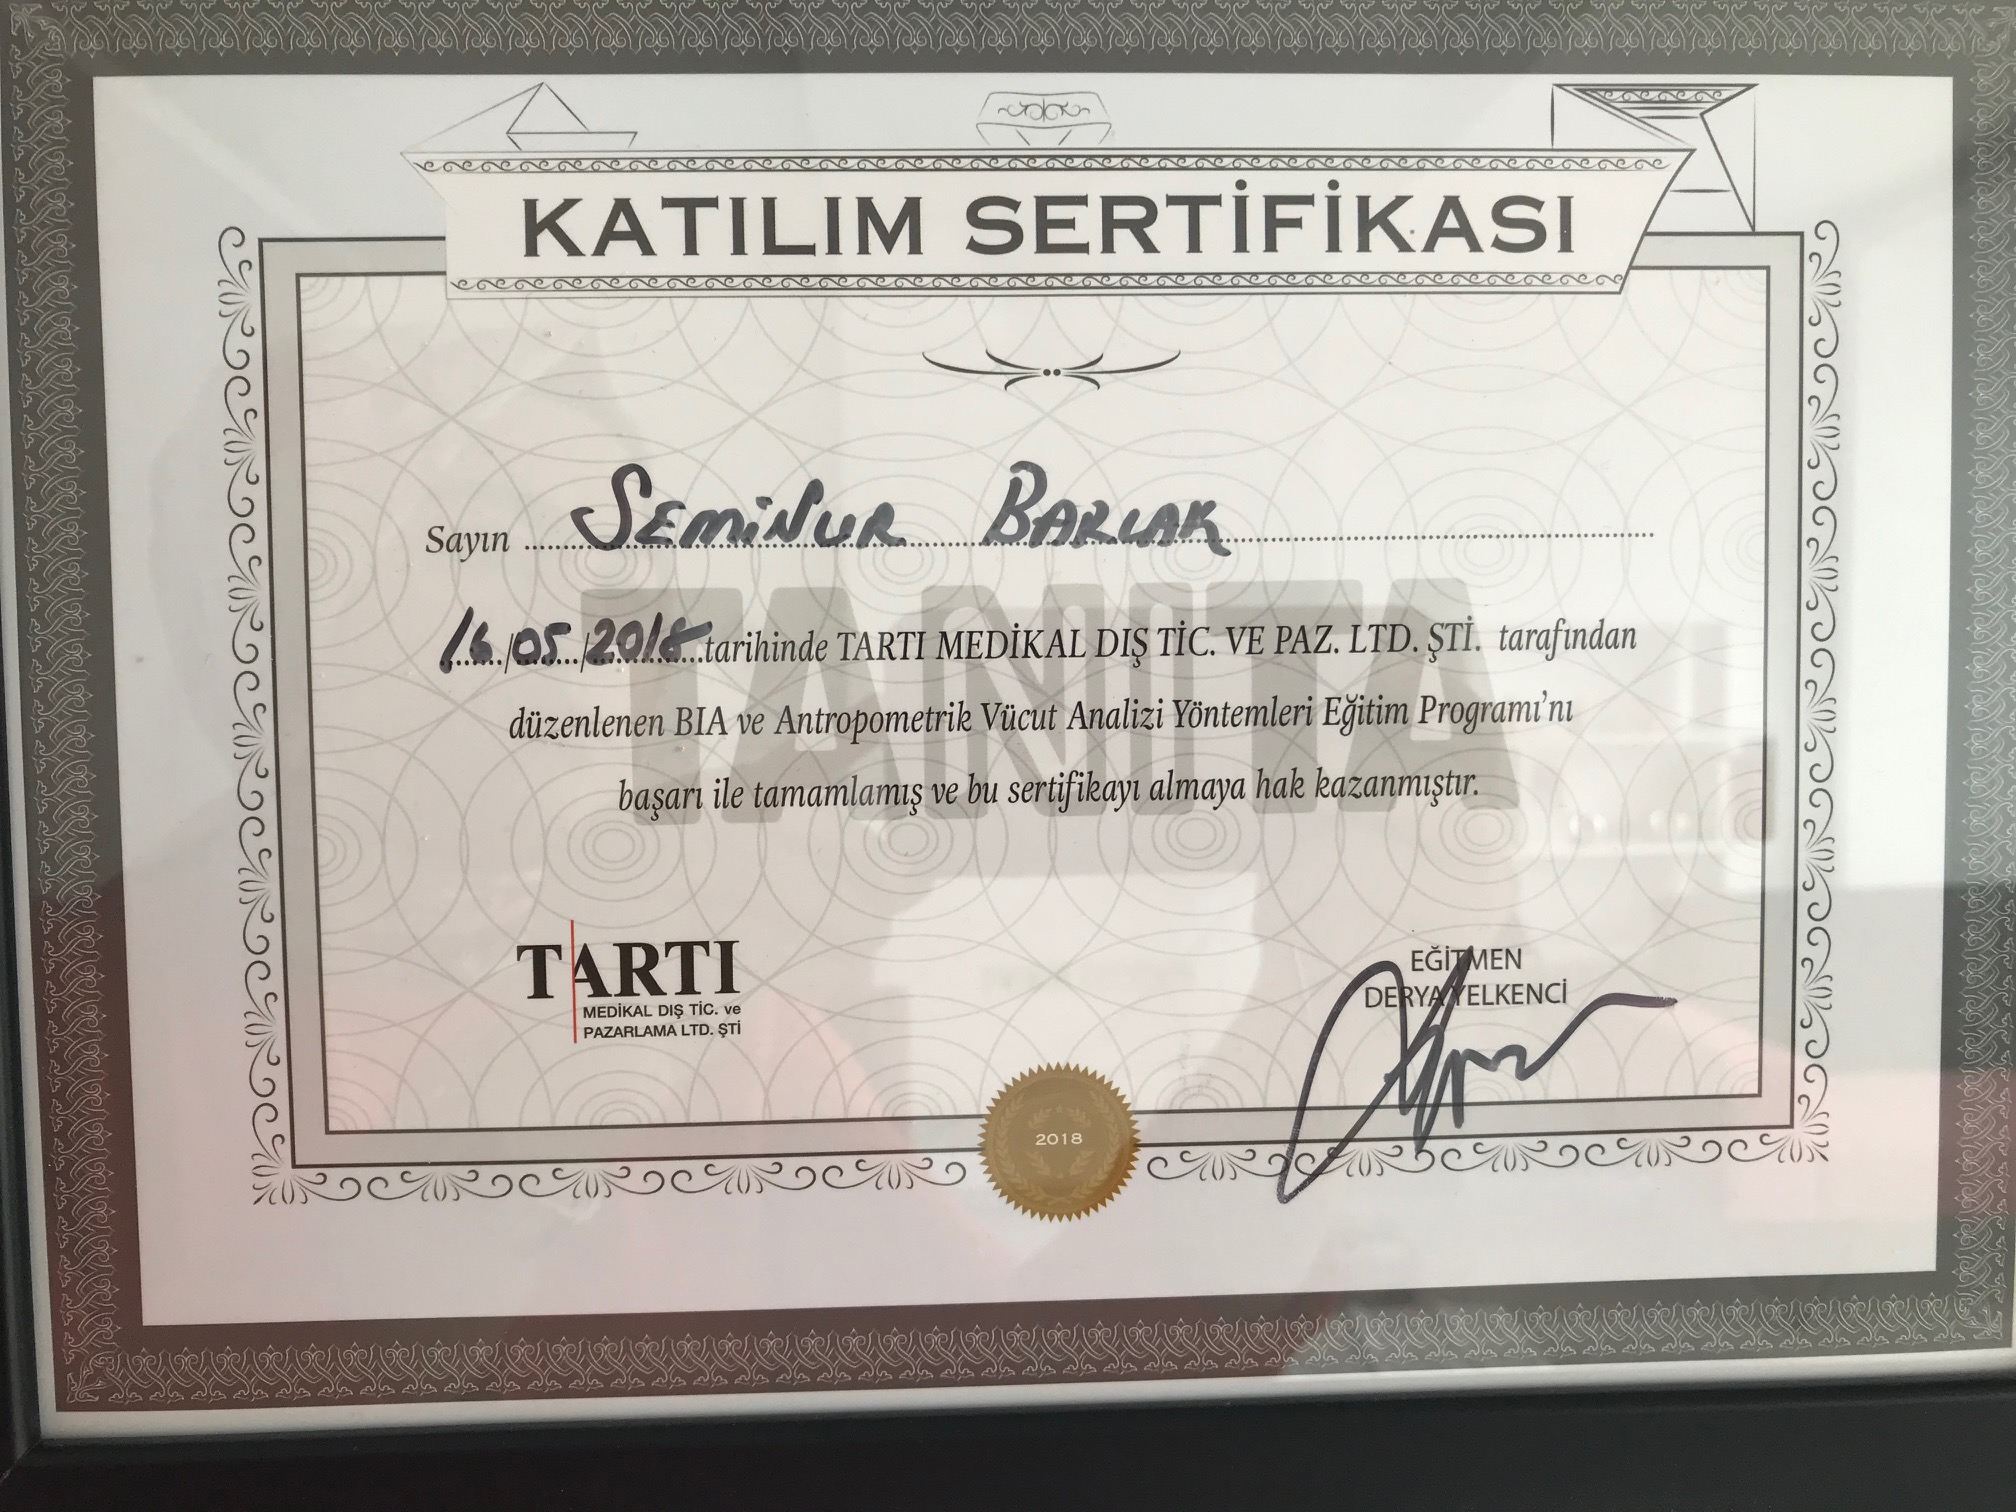 KATILIM SERTİFİKASI
Sayın SEMİNUR BARLAK
16/05/2018 tarihinde TARTI MEDİKAL DIŞ TİC. VE PAZ. LTD. ŞTİ. tarafından
düzenlenen BIA ve Antropometrik Vücut Analizi Yöntemleri Eğitim Programı'nı
başarı ile tamamlamış ve bu sertifikayı almaya hak kazanmıştır.
TANITA
TARTI
MEDİKAL DIŞ TİC. ve
PAZARLAMA LTD. ŞTİ
EĞİTMEN
DERYA YELKENCİ
2018